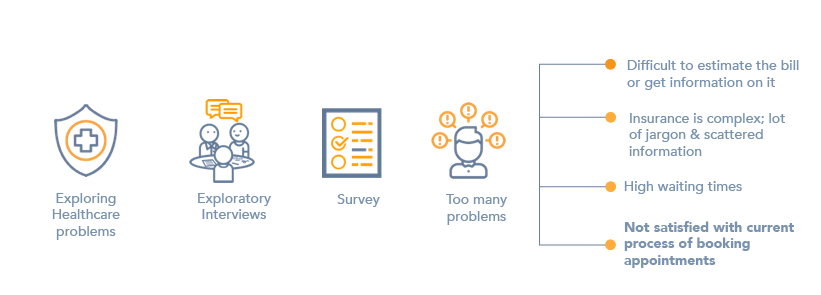 Exploring
Healthcare
problems
Exploratory
Interviews
Survey
Too many
problems
Difficult to estimate the bill
or get information on it
Insurance is complex; lot
of jargon & scattered
information
High waiting times
Not satisfied with current
process of booking
appointments